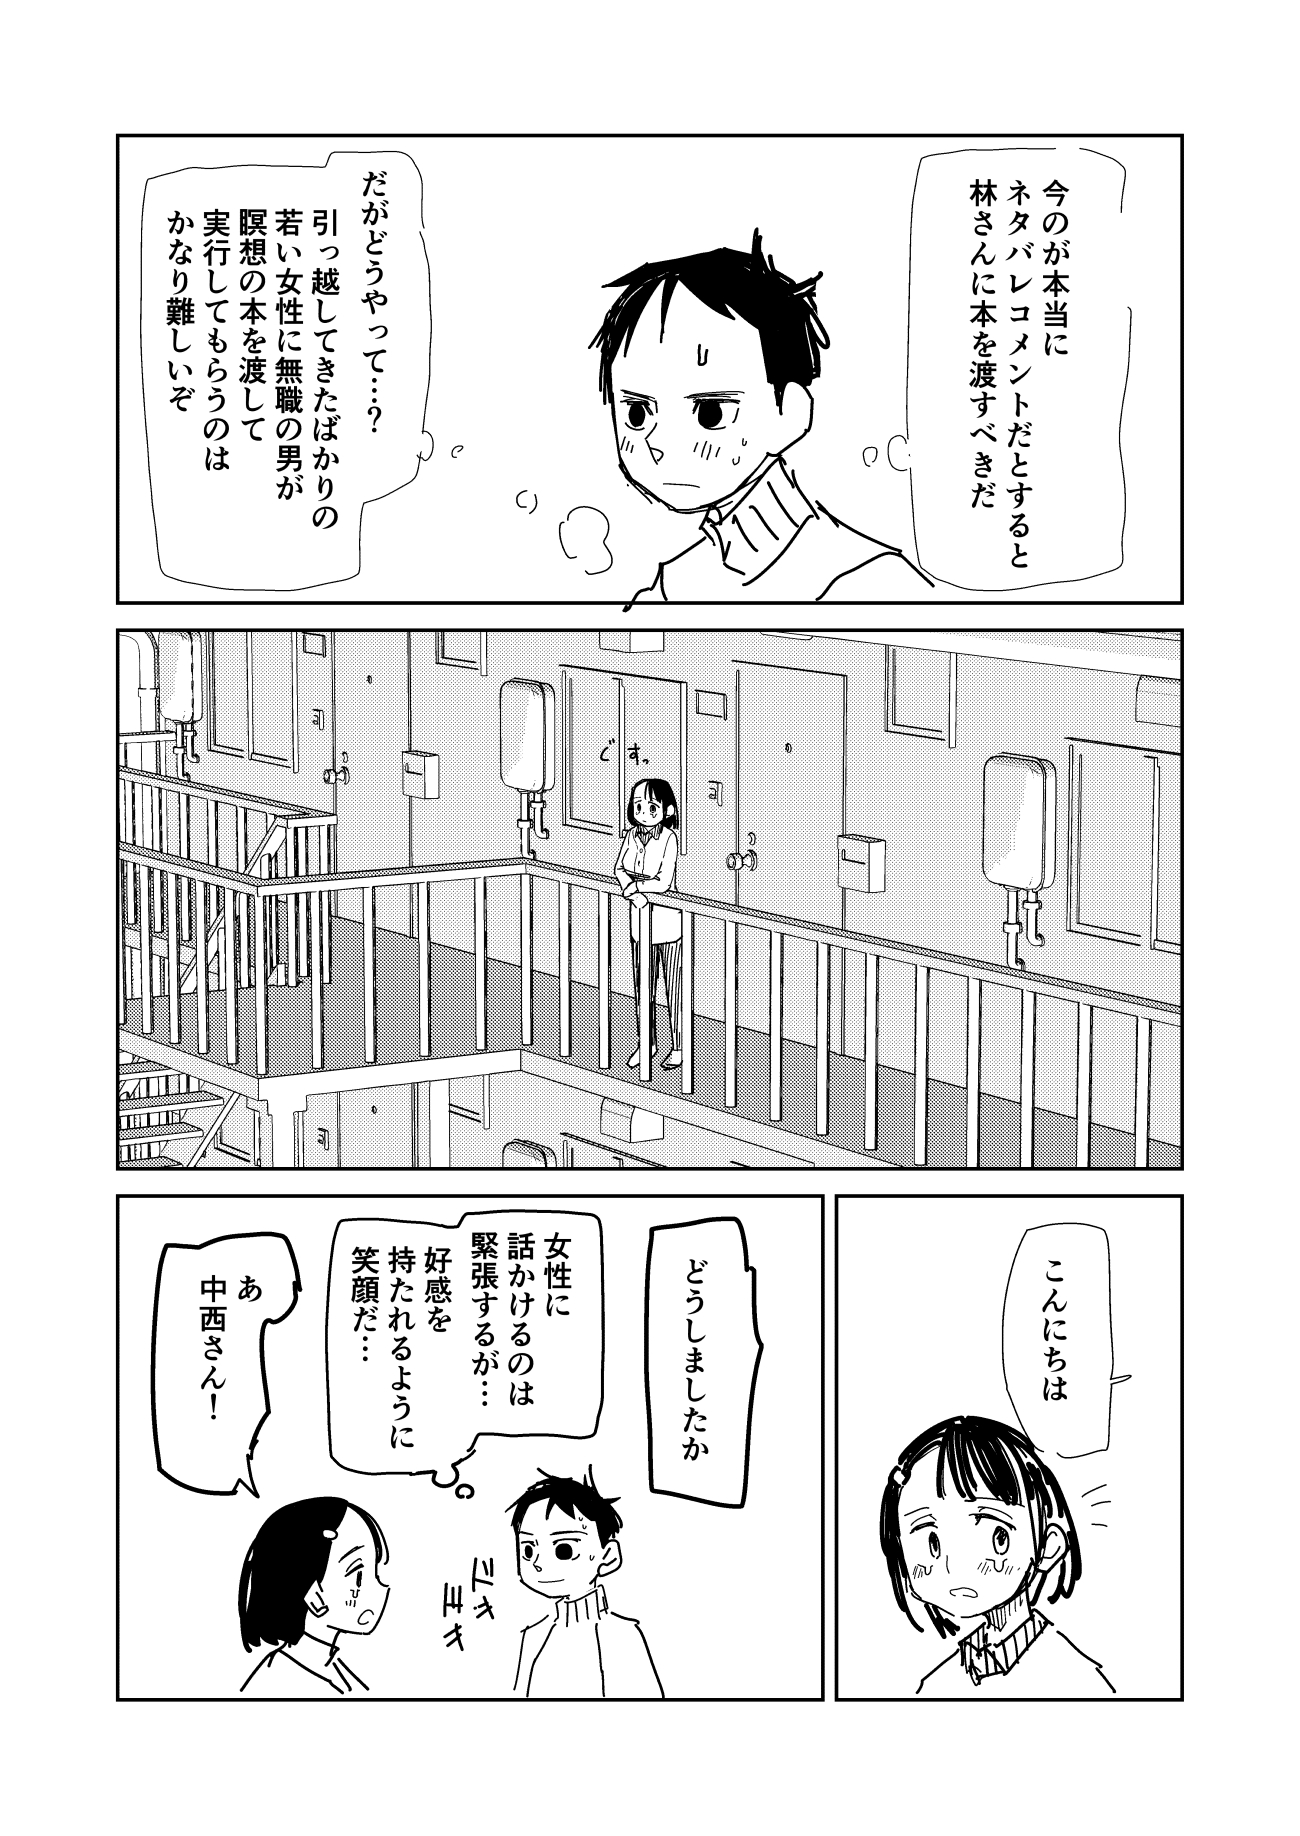 今のが本当に
ネタバレコメントだとすると
林さんに本を渡すべきだ
だがどうやって…?
引っ越してきたばかりの
若い女性に無職の男が
瞑想の本を渡して
実行してもらうのは
かなり難しいぞ
ぐすっ
こんにちは
どうしましたか
女性に
話かけるのは
緊張するが…
好感を
持たれるように
笑顔だ…
ドキ
ドキ
あ
中西さん!